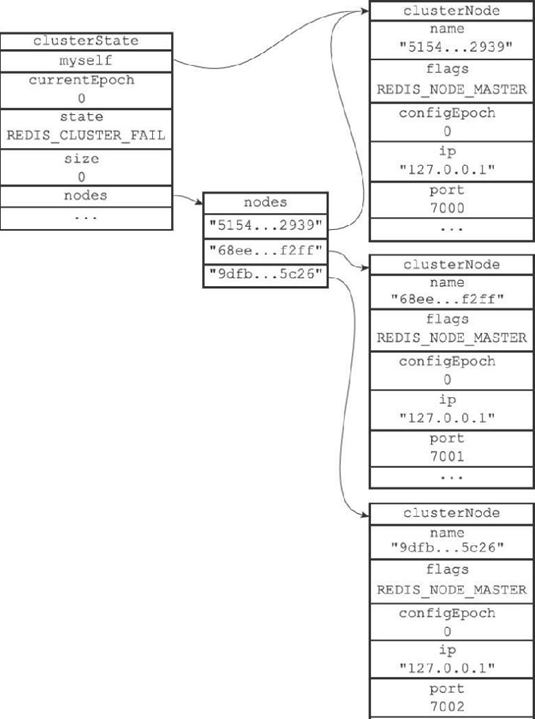 clusterState
myself
currentEpoch
0
state
REDIS_CLUSTER_FAIL
size
0
nodes
...
nodes
"5154...2939"
"68ee...f2ff"
"9dfb...5c26"
clusterNode
name
"5154...2939"
flags
REDIS_NODE_MASTER
configEpoch
0
ip
"127.0.0.1"
port
7000
...
clusterNode
name
"68ee...f2ff"
flags
REDIS_NODE_MASTER
configEpoch
0
ip
"127.0.0.1"
port
7001
...
clusterNode
name
"9dfb...5c26"
flags
REDIS_NODE_MASTER
configEpoch
0
ip
"127.0.0.1"
port
7002